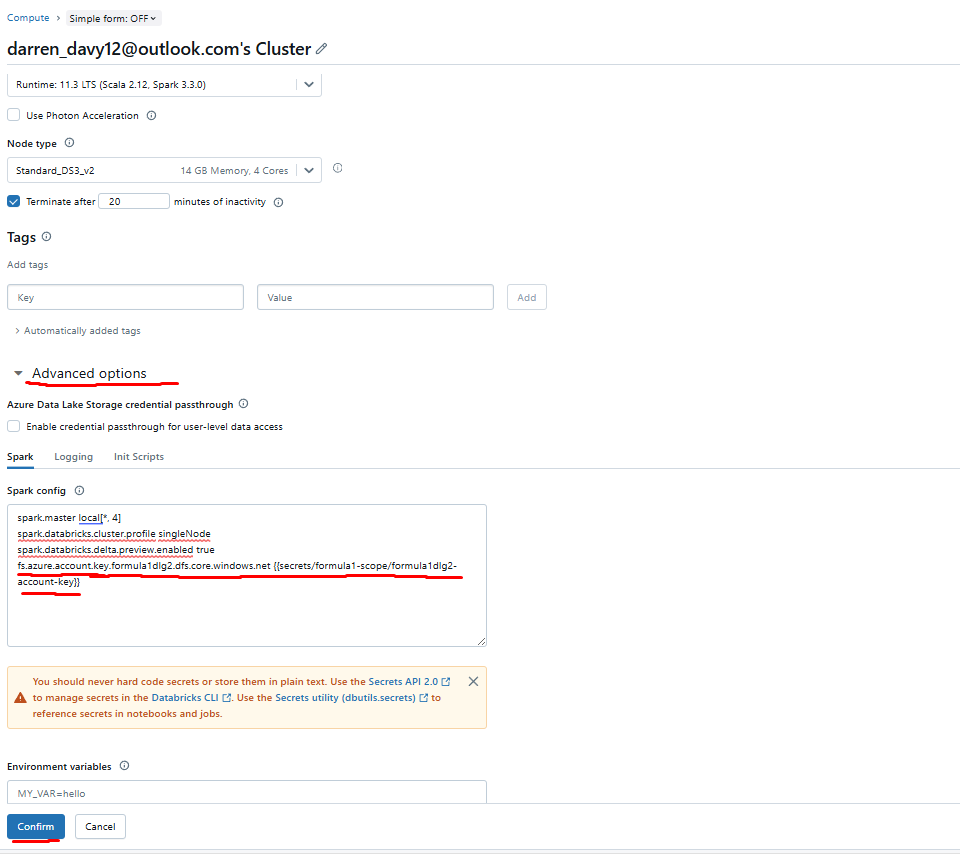 Compute › Simple form: OFF
darren_davy12@outlook.com's Cluster
Runtime: 11.3 LTS (Scala 2.12, Spark 3.3.0)
Use Photon Acceleration
Node type
Standard_DS3_v2 14 GB Memory, 4 Cores
Terminate after 20 minutes of inactivity
Tags
Add tags
Key Value Add
Automatically added tags
Advanced options
Azure Data Lake Storage credential passthrough
Enable credential passthrough for user-level data access
Spark Logging Init Scripts
Spark config
spark.master local[*, 4]
spark.databricks.cluster.profile singleNode
spark.databricks.delta.preview.enabled true
fs.azure.account.key.formula1dlg2.dfs.core.windows.net {{secrets/formula1-scope/formula1dlg2-
account-key}}
You should never hard code secrets or store them in plain text. Use the Secrets API 2.0
to manage secrets in the Databricks CLI. Use the Secrets utility (dbutils.secrets) to
reference secrets in notebooks and jobs.
Environment variables
MY_VAR=hello
Confirm Cancel